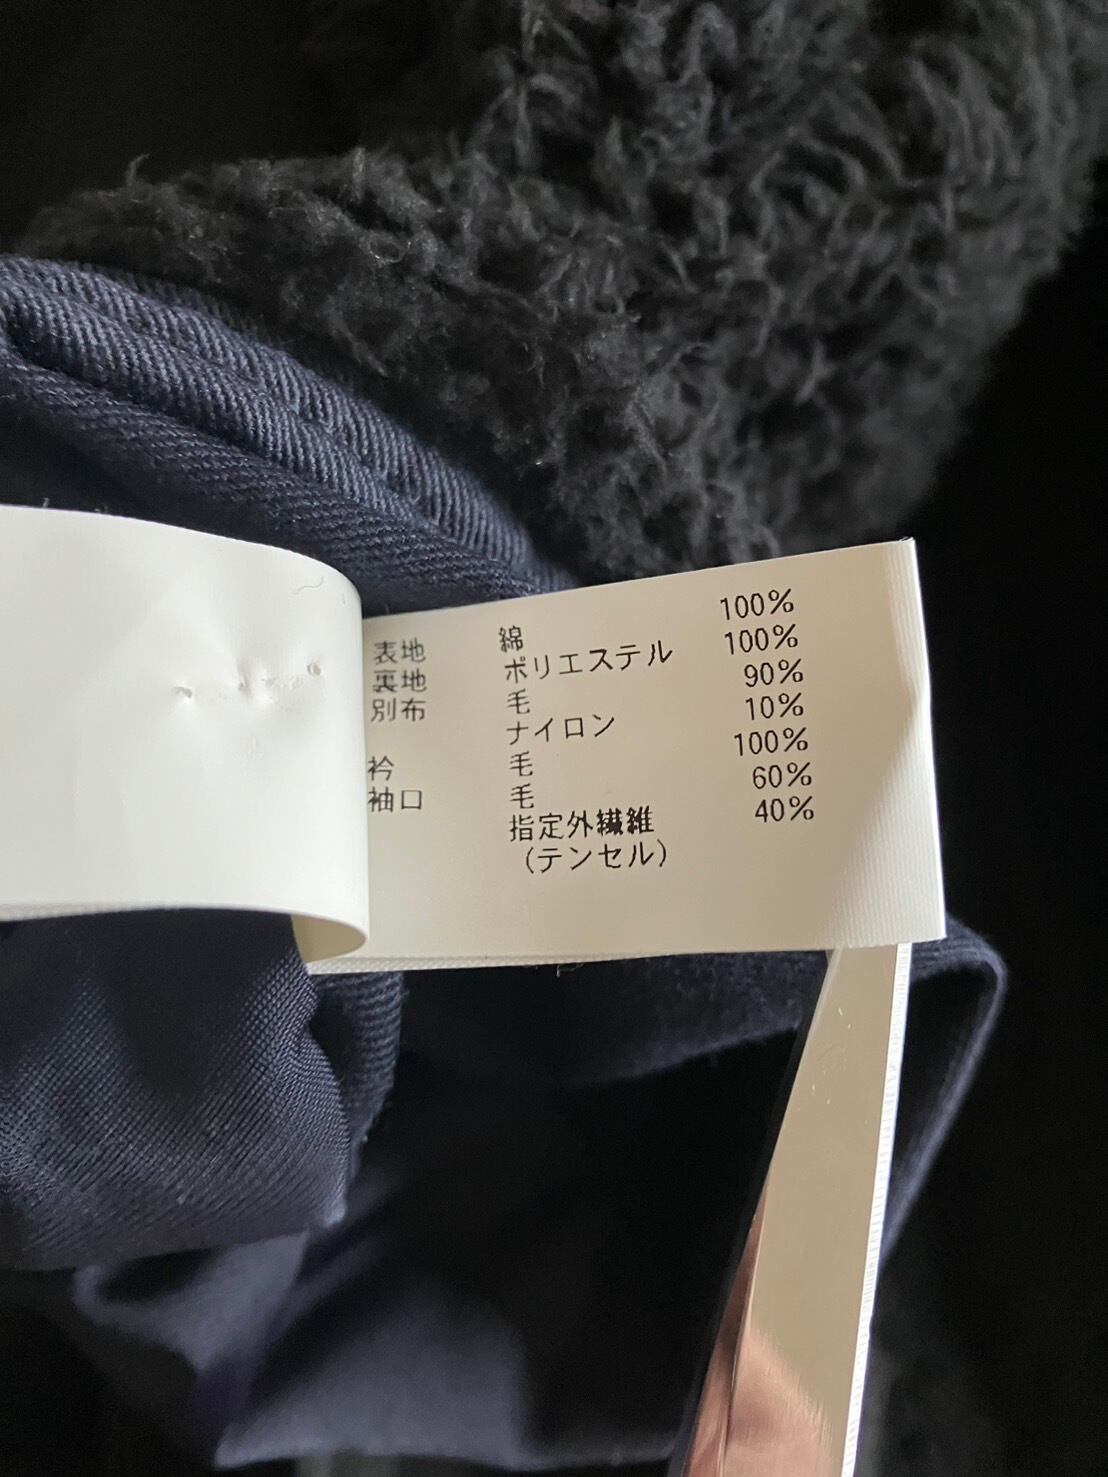 表地 綿 100%
裏地 ポリエステル 100%
別布 毛 90%
ナイロン 10%
衿 毛 100%
袖口 毛 60%
指定外繊維 40%
(テンセル)